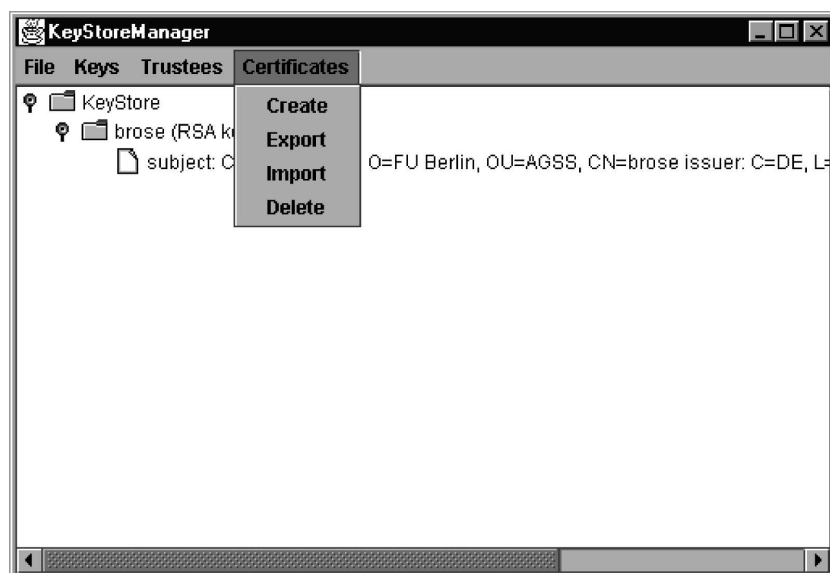 KeyStoreManager
File Keys Trustees Certificates
KeyStore
brose (RSA k
subject: C O=FU Berlin, OU=AGSS, CN=brose issuer: C=DE, L=
Create
Export
Import
Delete